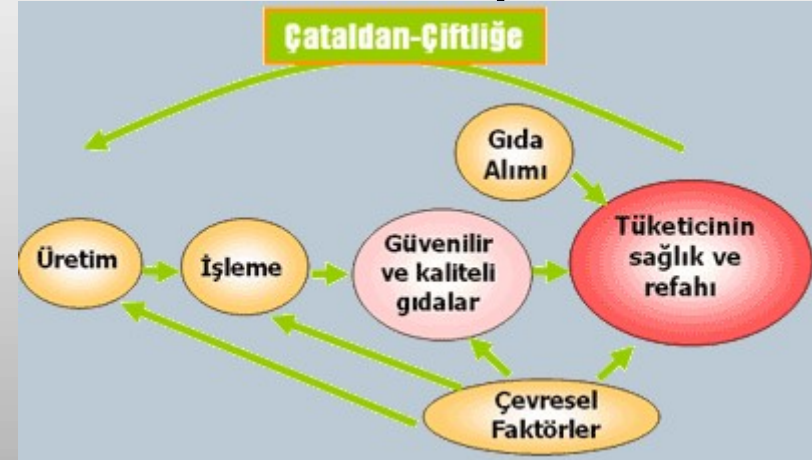 Çataldan-Çiftliğe
Gıda
Alımı
Üretim
İşleme
Güvenilir
ve kaliteli
gıdalar
Tüketicinin
sağlık ve
refahı
Çevresel
Faktörler